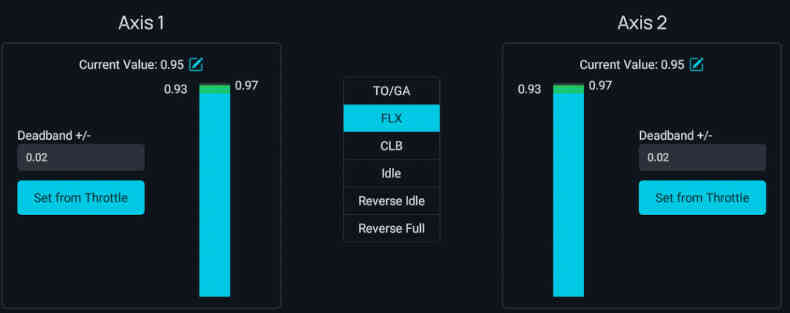 Axis 1
Current Value: 0.95
0.93
0.97
Deadband +/-
0.02
Set from Throttle
TO/GA
FLX
CLB
Idle
Reverse Idle
Reverse Full
Axis 2
Current Value: 0.95
0.93
0.97
Deadband +/-
0.02
Set from Throttle